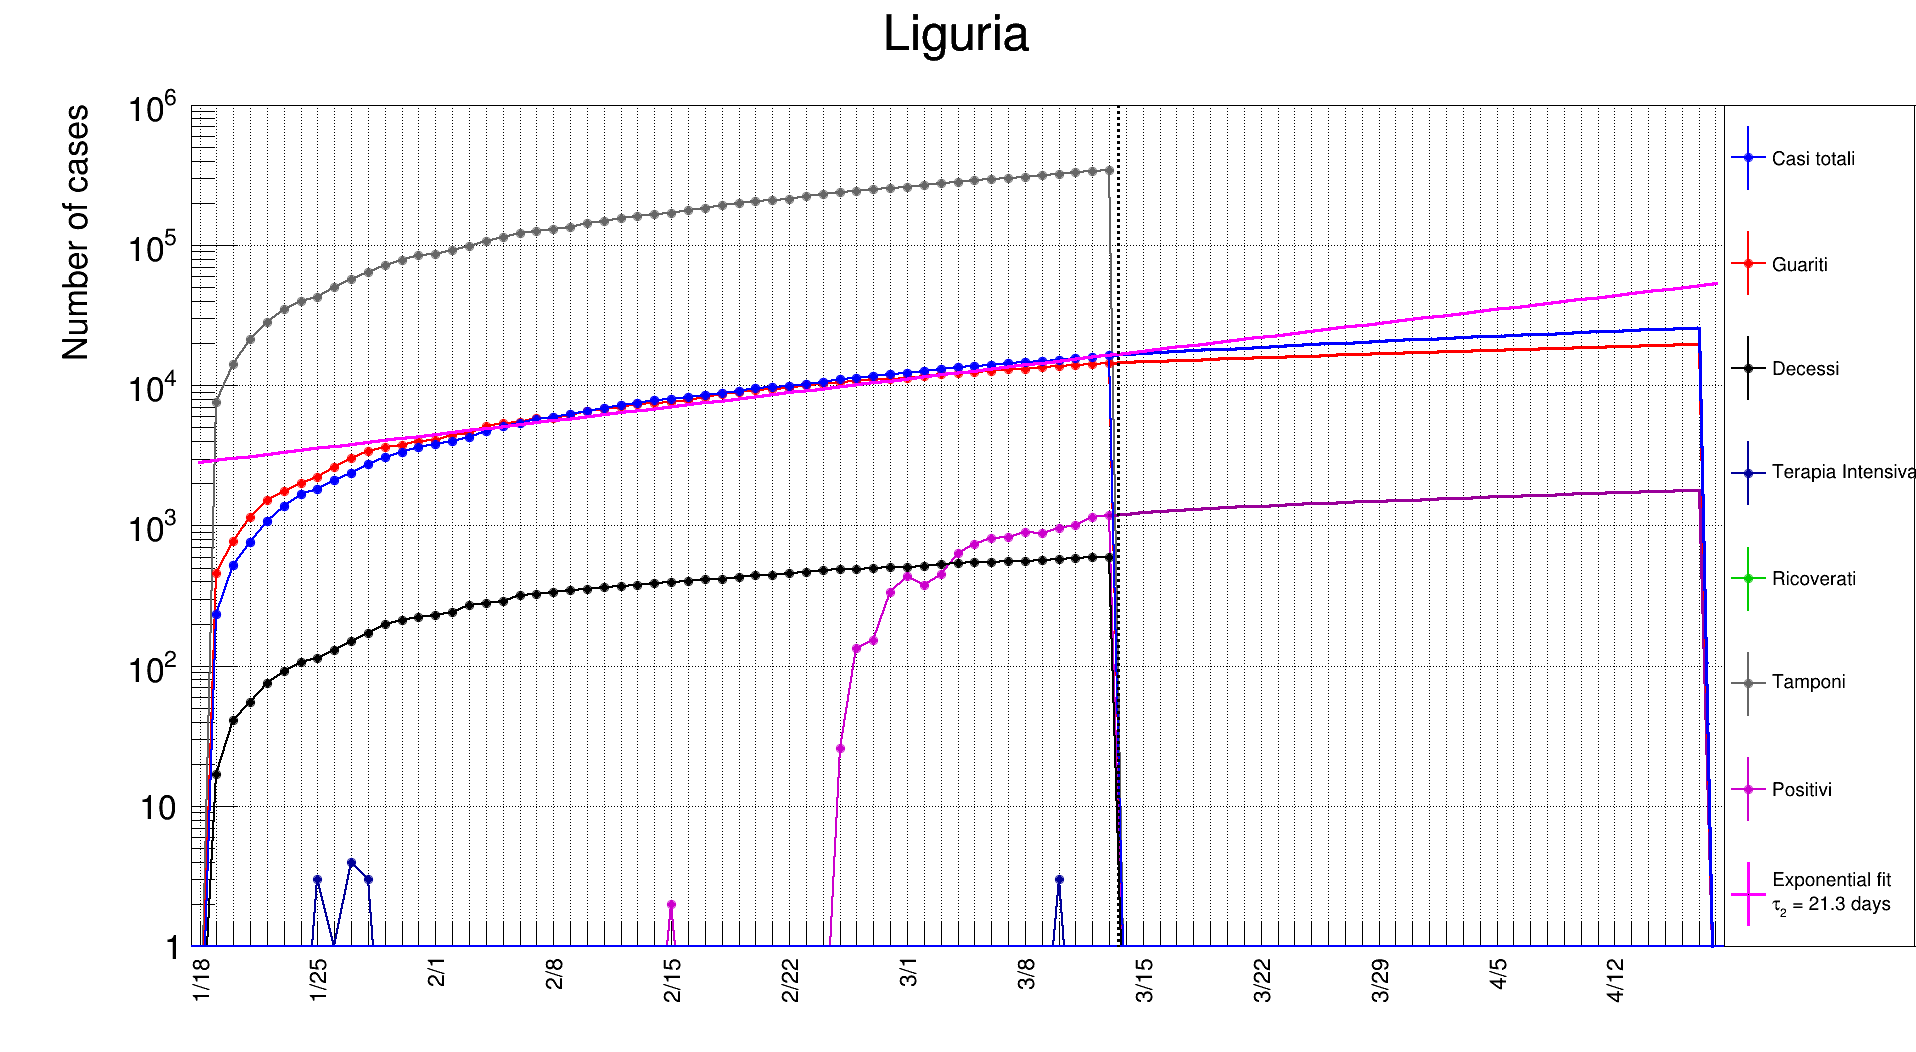 Liguria
Number of cases
10^6
10^5
10^4
10^3
10^2
10
1
1/18
1/25
2/1
2/8
2/15
2/22
3/1
3/8
3/15
3/22
3/29
4/5
4/12
Casi totali
Guariti
Decessi
Terapia Intensiva
Ricoverati
Tamponi
Positivi
Exponential fit
τ_2 = 21.3 days